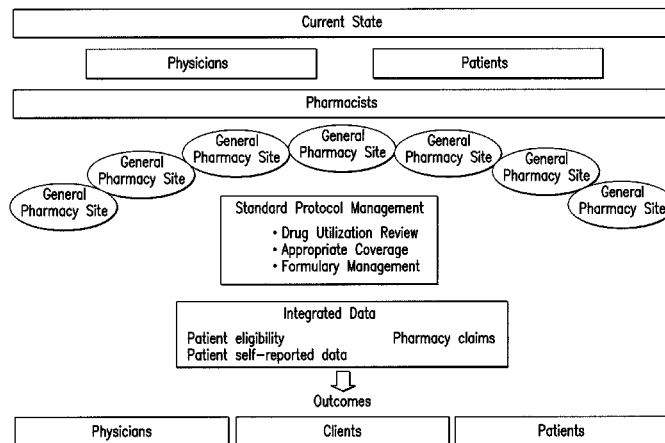 Current State
Physicians
Patients
Pharmacists
General
Pharmacy Site
General
Pharmacy Site
General
Pharmacy Site
General
Pharmacy Site
General
Pharmacy Site
General
Pharmacy Site
General
Pharmacy Site
Standard Protocol Management
• Drug Utilization Review
• Appropriate Coverage
• Formulary Management
Integrated Data
Patient eligibility Pharmacy claims
Patient self-reported data
Outcomes
Physicians
Clients
Patients